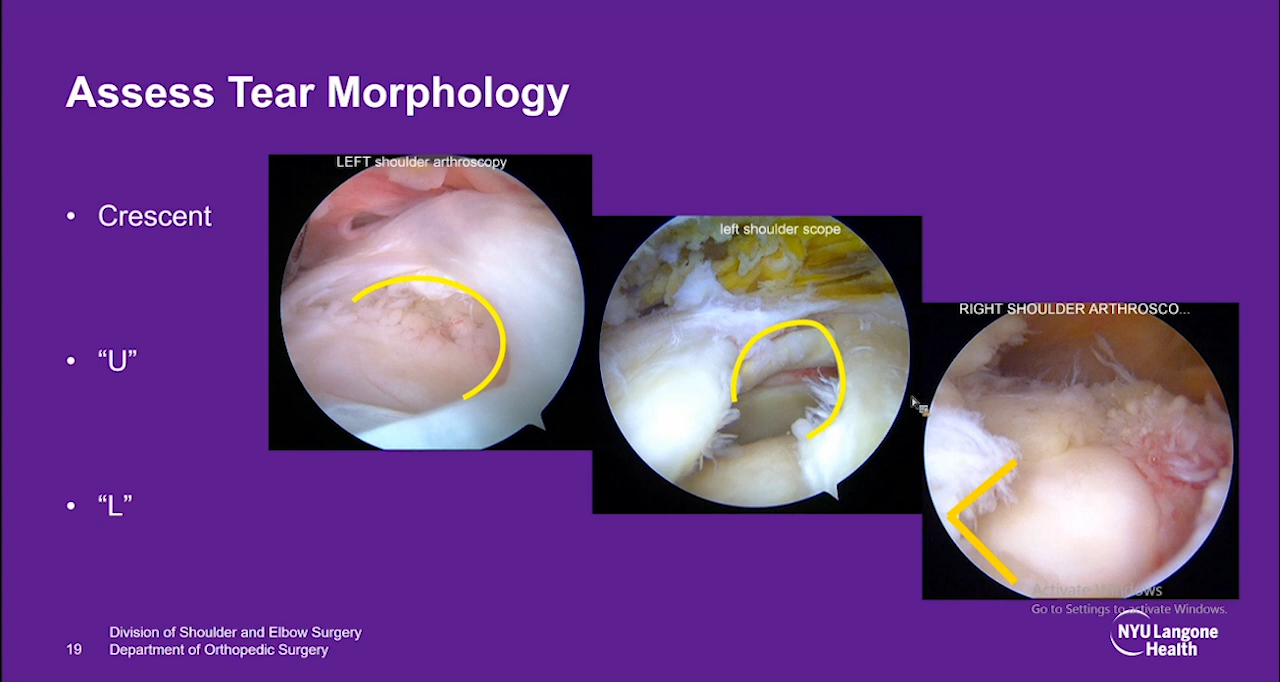 Assess Tear Morphology
LEFT shoulder arthroscopy
• Crescent
left shoulder scope
RIGHT SHOULDER ARTHROSCO...
• “U”
• “L”
Activate Windows
Go to Settings to activate Windows.
Division of Shoulder and Elbow Surgery
19 Department of Orthopedic Surgery
NYU Langone
Health